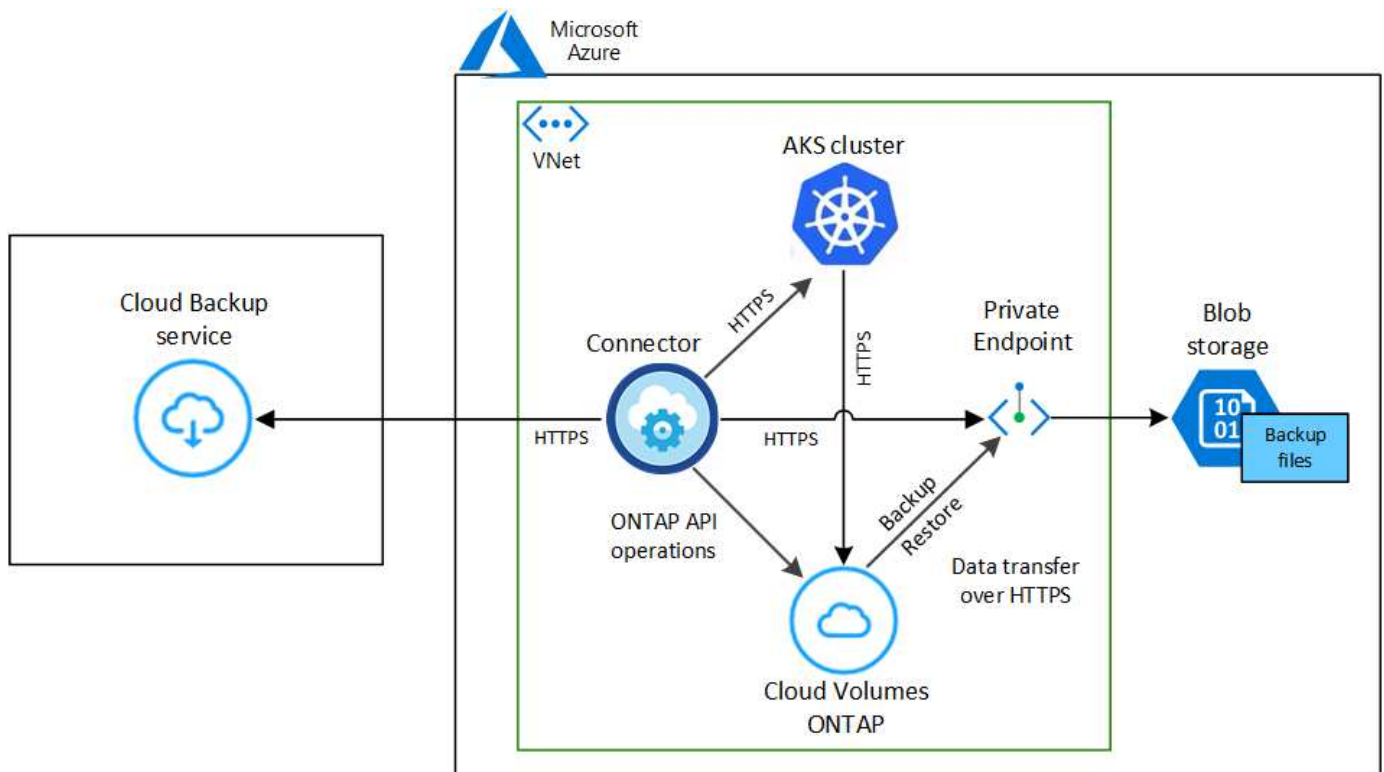 Microsoft
Azure
VNet
AKS cluster
Cloud Backup
service
Connector
HTTPS
HTTPS
Private
Endpoint
Blob
storage
10
01
Backup
files
HTTPS
HTTPS
ONTAP API
operations
Backup
Restore
Data transfer
over HTTPS
Cloud Volumes
ONTAP